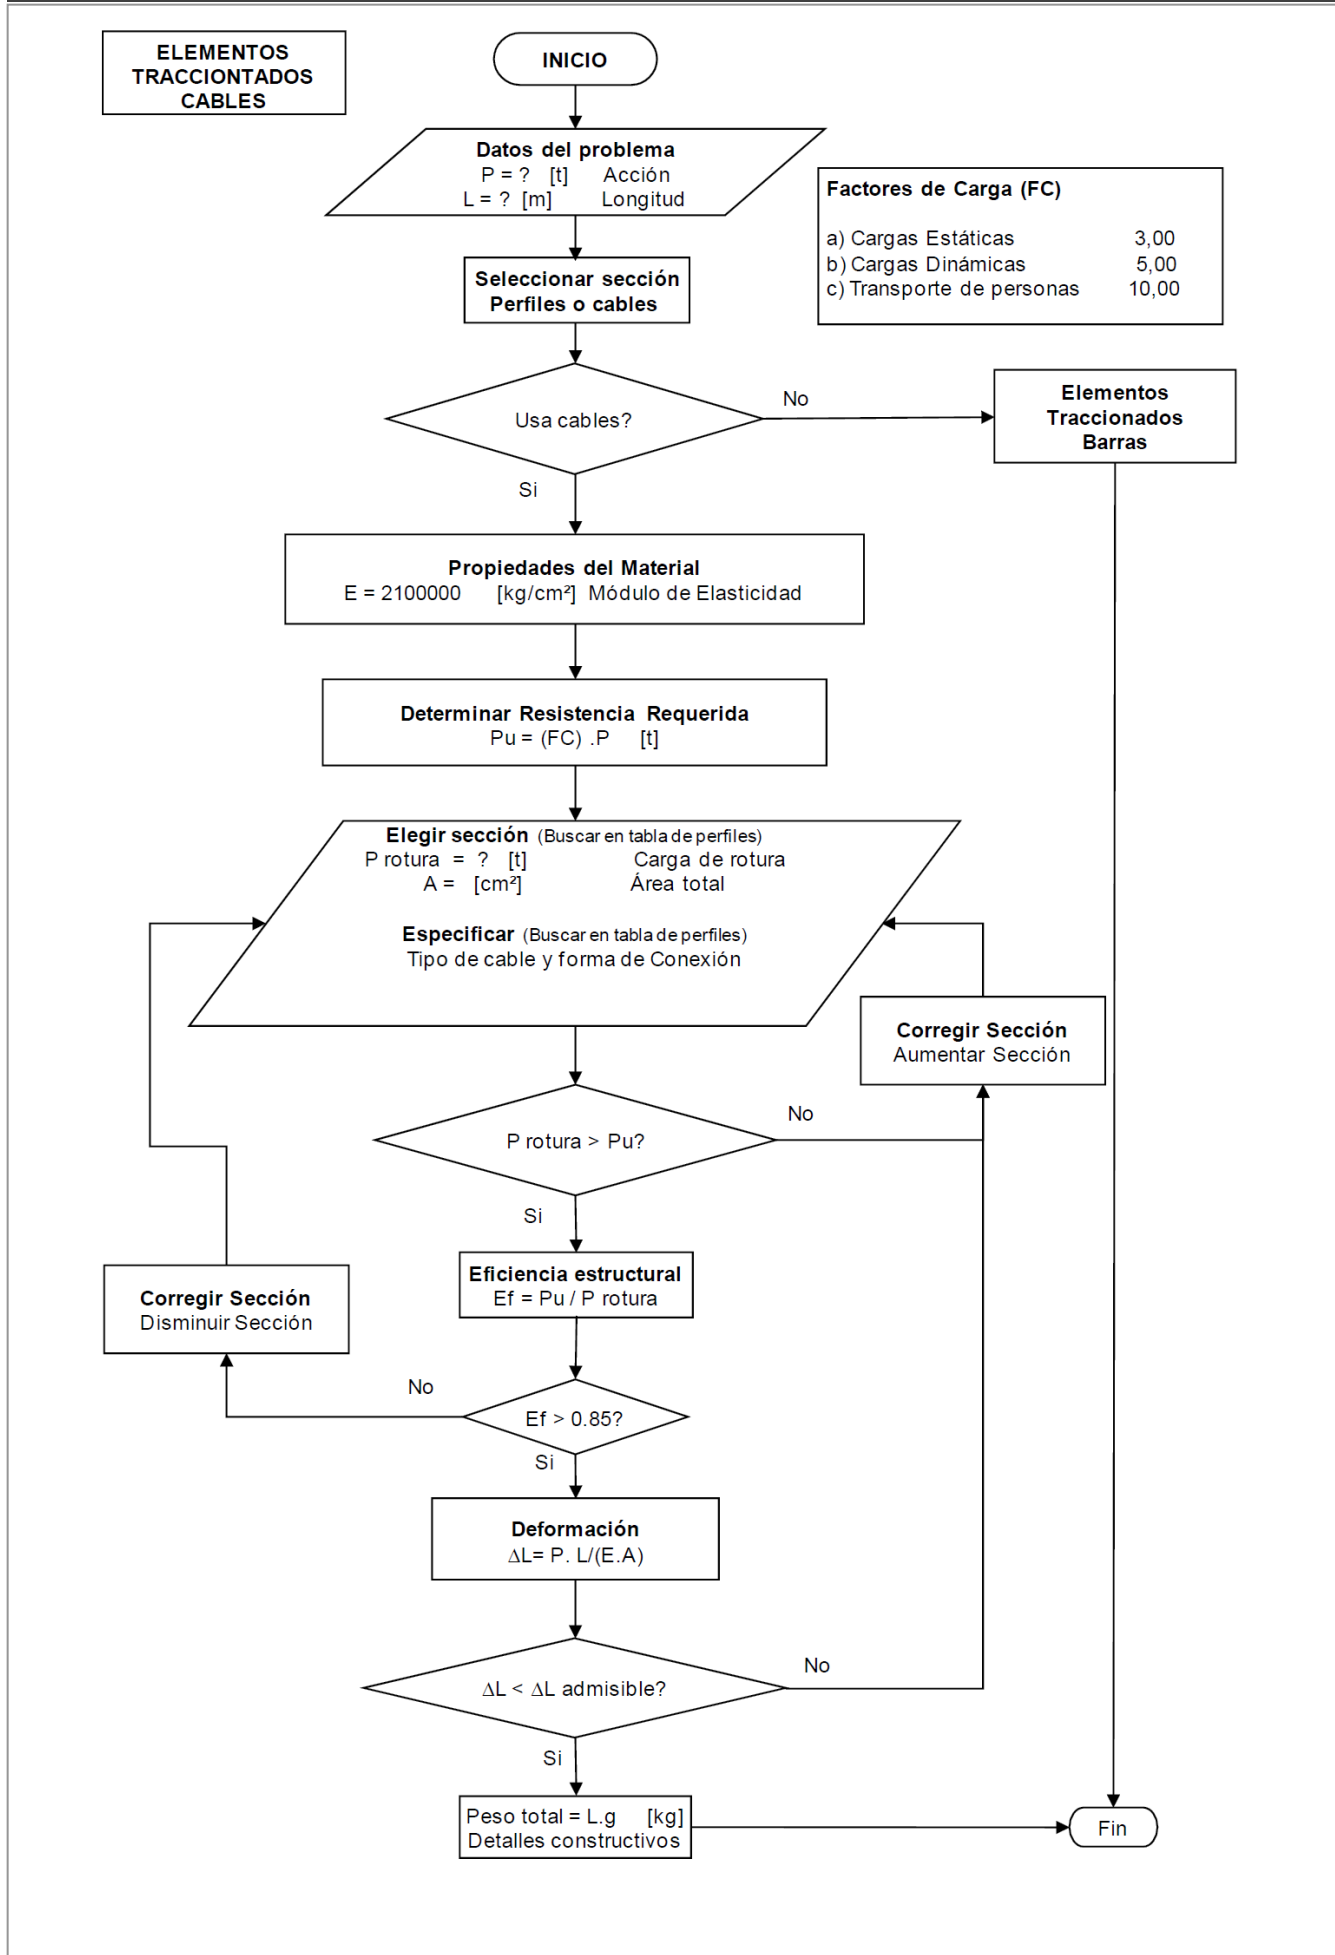 ELEMENTOS
TRACCIONTADOS
CABLES
INICIO
Datos del problema
P = ? [t] Acción
L = ? [m] Longitud
Factores de Carga (FC)
a) Cargas Estáticas 3,00
b) Cargas Dinámicas 5,00
c) Transporte de personas 10,00
Seleccionar sección
Perfiles o cables
Usa cables?
No
Elementos
Traccionados
Barras
Si
Propiedades del Material
E = 2100000 [kg/cm²] Módulo de Elasticidad
Determinar Resistencia Requerida
Pu = (FC) .P [t]
Elegir sección (Buscar en tabla de perfiles)
P rotura = ? [t] Carga de rotura
A = [cm²] Área total
Especificar (Buscar en tabla de perfiles)
Tipo de cable y forma de Conexión
Corregir Sección
Aumentar Sección
No
P rotura > Pu?
Si
Eficiencia estructural
Ef = Pu / P rotura
Corregir Sección
Disminuir Sección
No
Ef > 0.85?
Si
Deformación
∆L= P. L/(E.A)
No
∆L < ∆L admisible?
Si
Peso total = L.g [kg]
Detalles constructivos
Fin